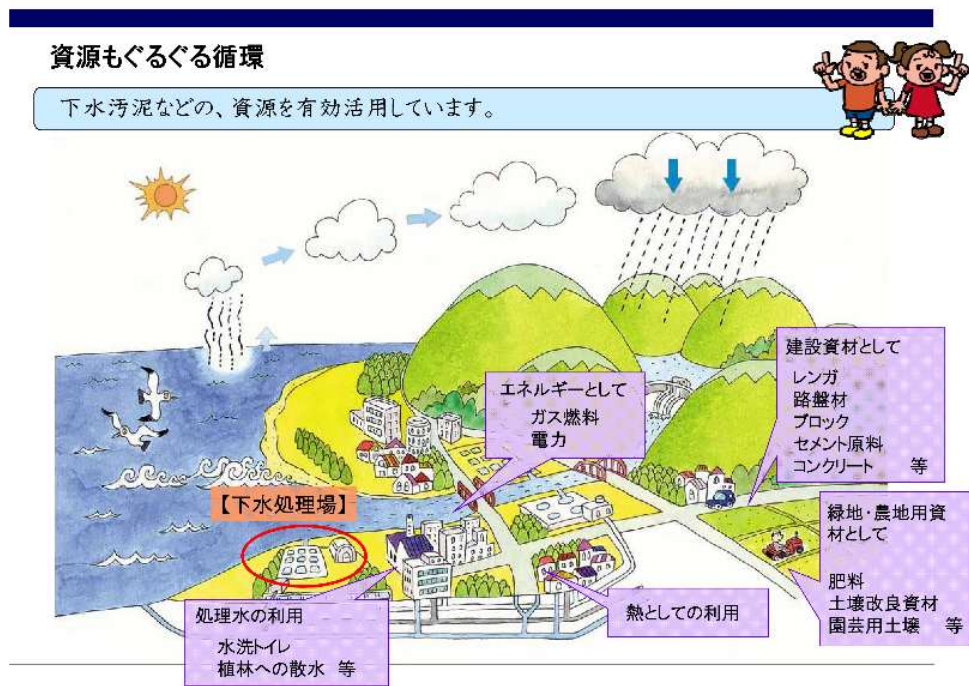 資源もぐるぐる循環
下水汚泥などの、資源を有効活用しています。
建設資材として
レンガ
路盤材
ブロック
セメント原料
コンクリート　等
エネルギーとして
ガス燃料
電力
【下水処理場】
緑地・農地用資
材として
肥料
土壌改良資材
園芸用土壌　等
処理水の利用
水洗トイレ
植林への散水 等
熱としての利用